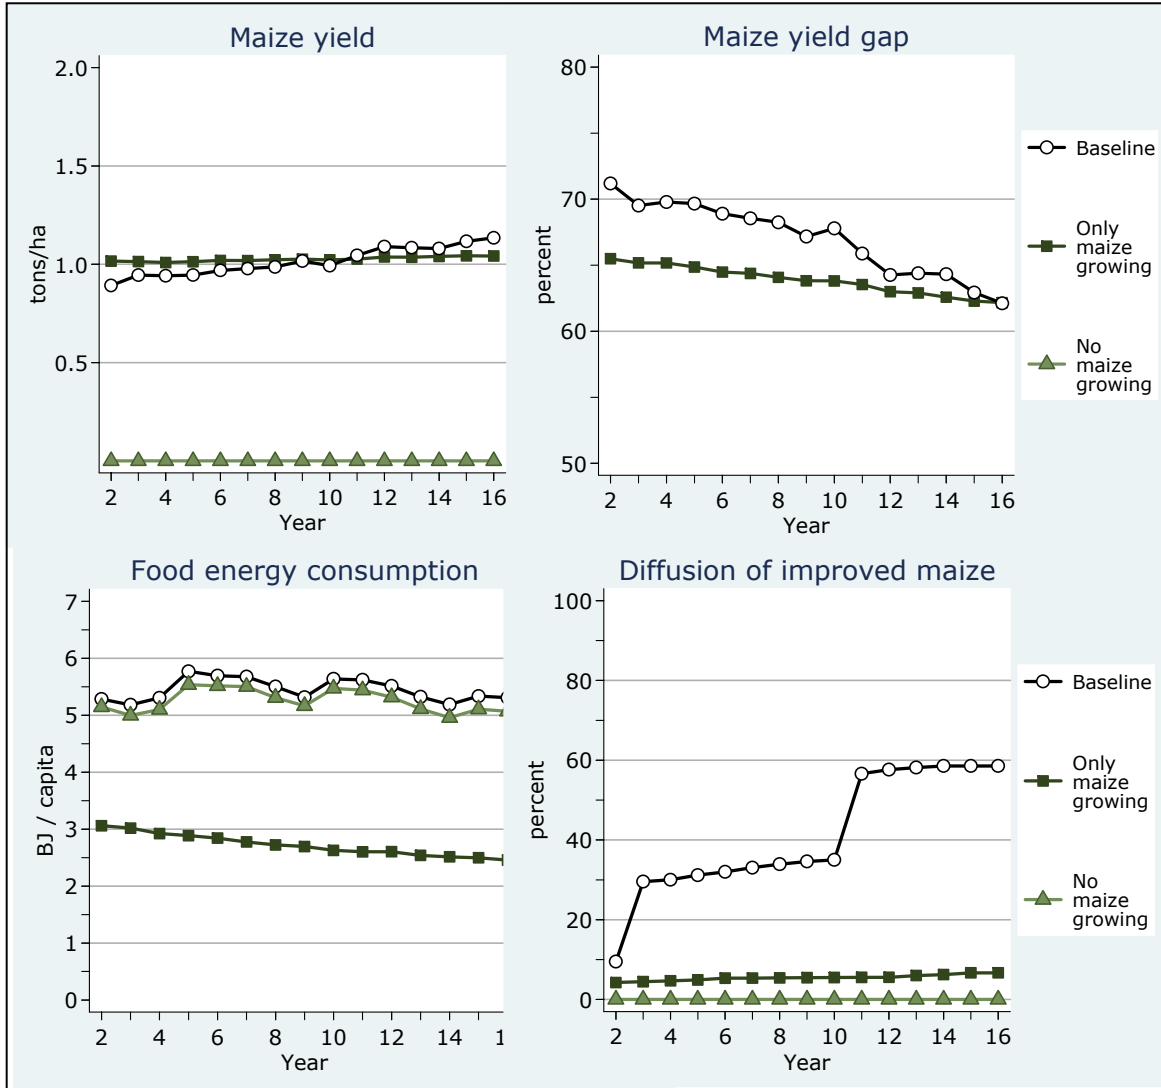 Maize yield
2.0
1.5
1.0
0.5
tons/ha
2 4 6 8 10 12 14 16
Year
Maize yield gap
80
70
60
50
percent
2 4 6 8 10 12 14 16
Year
Baseline
Only
maize
growing
No
maize
growing
Food energy consumption
7
6
5
4
3
2
1
0
BJ / capita
2 4 6 8 10 12 14 1
Year
Diffusion of improved maize
100
80
60
40
20
0
percent
2 4 6 8 10 12 14 16
Year
Baseline
Only
maize
growing
No
maize
growing